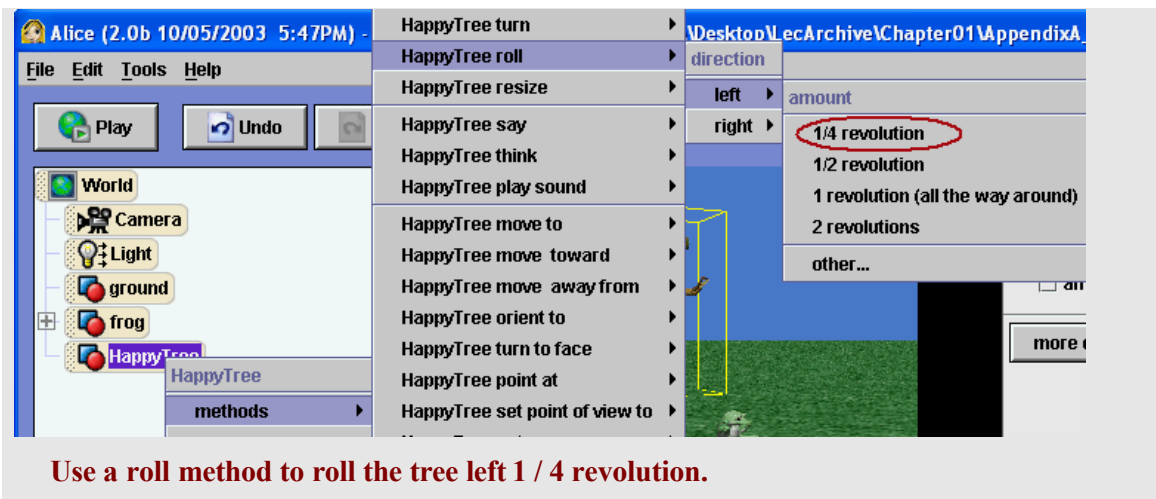 Alice (2.0b 10/05/2003 5:47PM) -
\Desktop\LecArchive\Chapter01\AppendixA_
File Edit Tools Help
Play
Undo
World
Camera
Light
ground
frog
HappyTree
HappyTree
methods
HappyTree turn
HappyTree roll
HappyTree resize
HappyTree say
HappyTree think
HappyTree play sound
HappyTree move to
HappyTree move toward
HappyTree move away from
HappyTree orient to
HappyTree turn to face
HappyTree point at
HappyTree set point of view to
direction
left
right
amount
1/4 revolution
1/2 revolution
1 revolution (all the way around)
2 revolutions
other...
more
Use a roll method to roll the tree left 1 / 4 revolution.